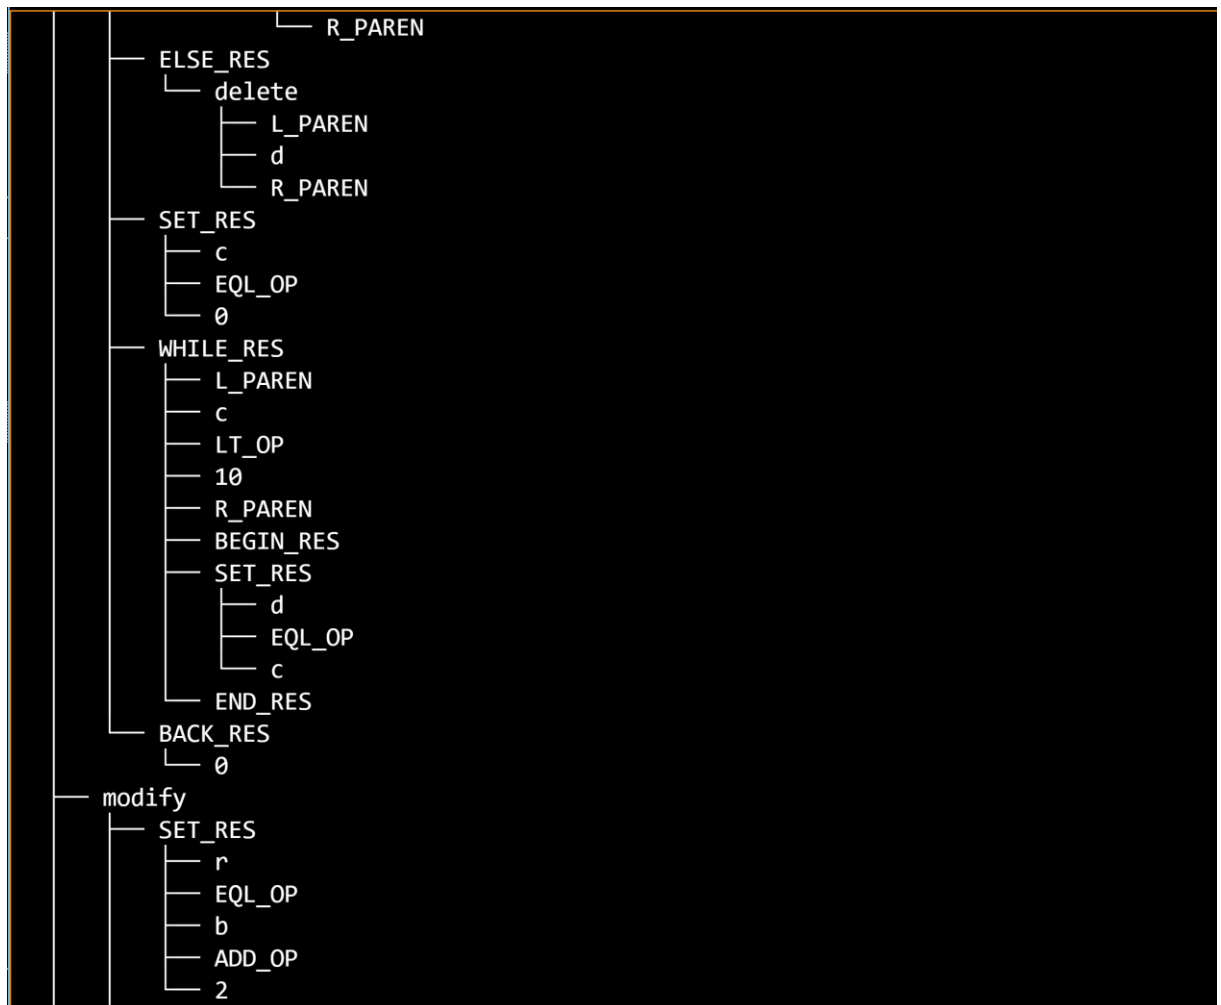 R_PAREN
ELSE_RES
delete
L_PAREN
d
R_PAREN
SET_RES
c
EQL_OP
0
WHILE_RES
L_PAREN
c
LT_OP
10
R_PAREN
BEGIN_RES
SET_RES
d
EQL_OP
c
END_RES
BACK_RES
0
modify
SET_RES
r
EQL_OP
b
ADD_OP
2